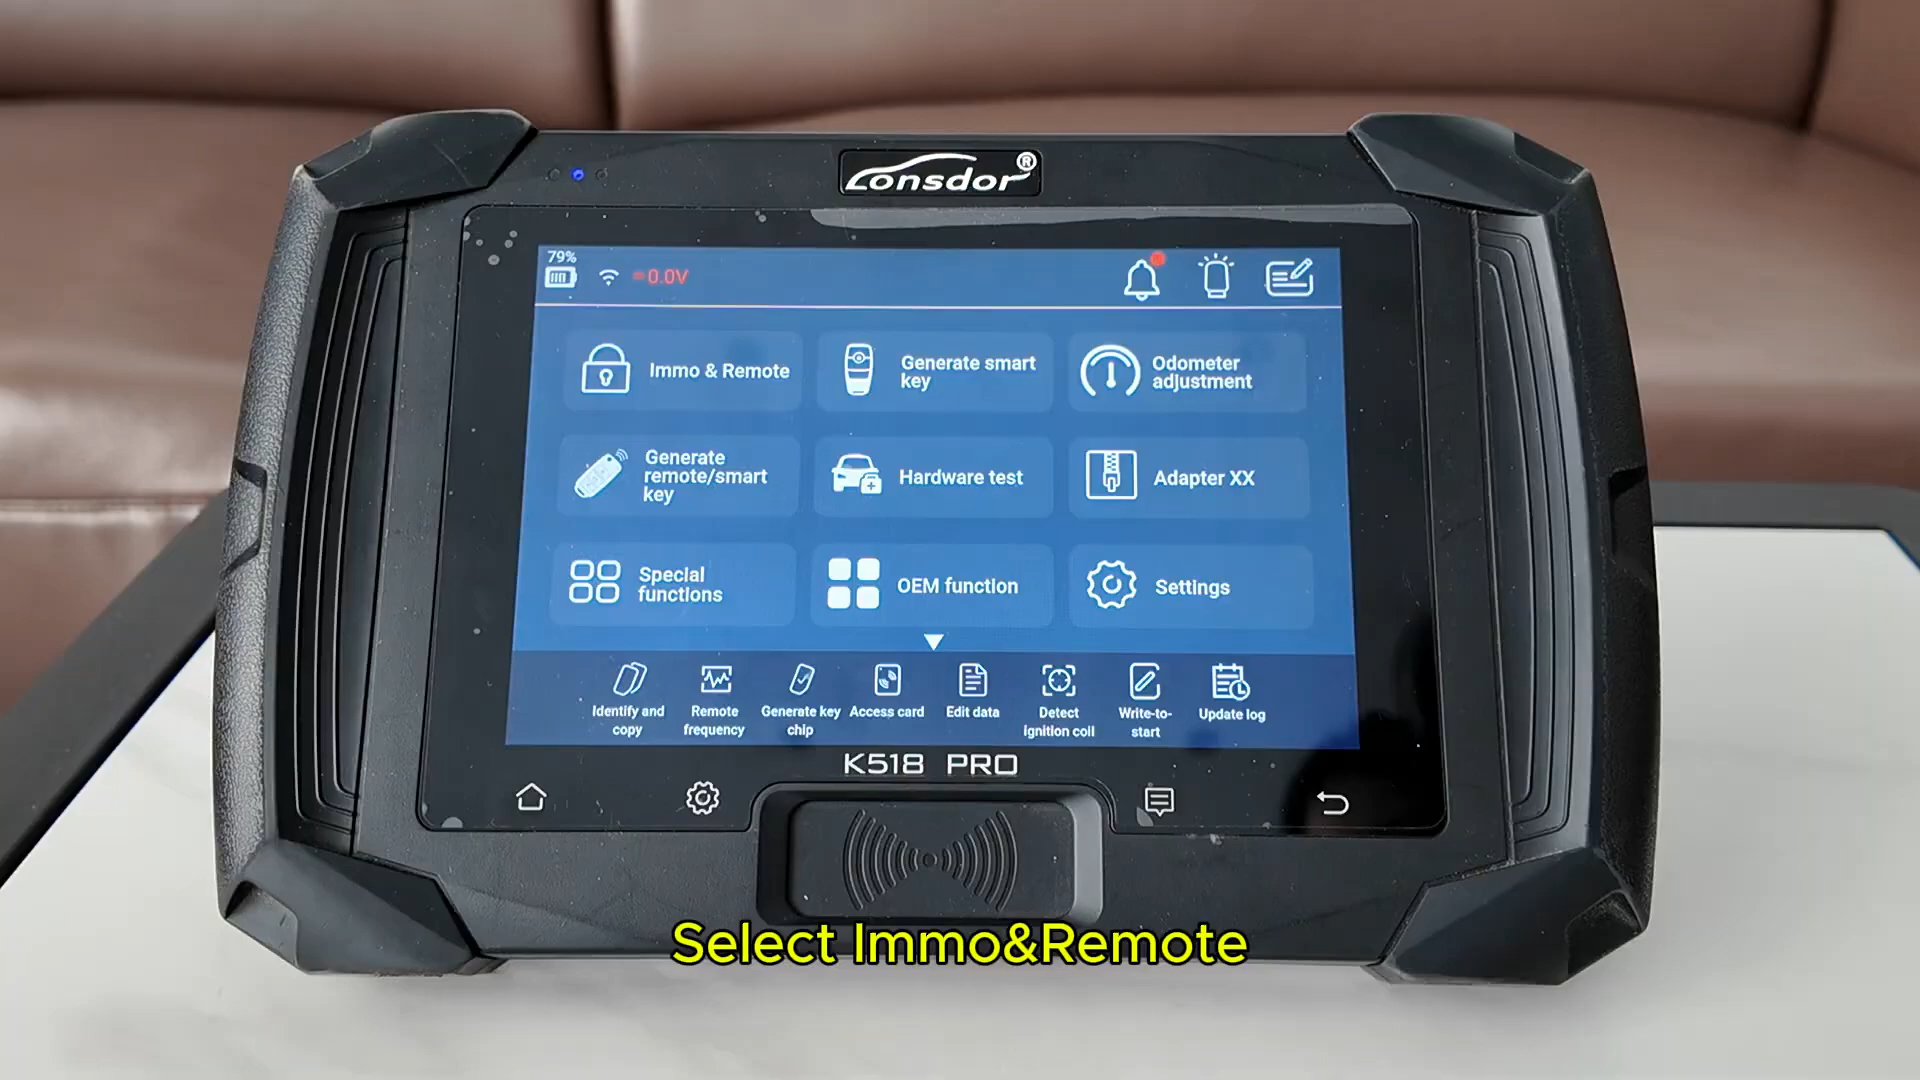 Lonsdor®
79%
=0.0V
Immo & Remote
Generate smart
key
Odometer
adjustment
Generate
remote/smart
key
Hardware test
Adapter XX
Special
functions
OEM function
Settings
Identify and
copy
Remote
frequency
Generate key
chip
Access card
Edit data
Detect
ignition coil
Write-to-
start
Update log
K518 PRO
Select Immo&Remote